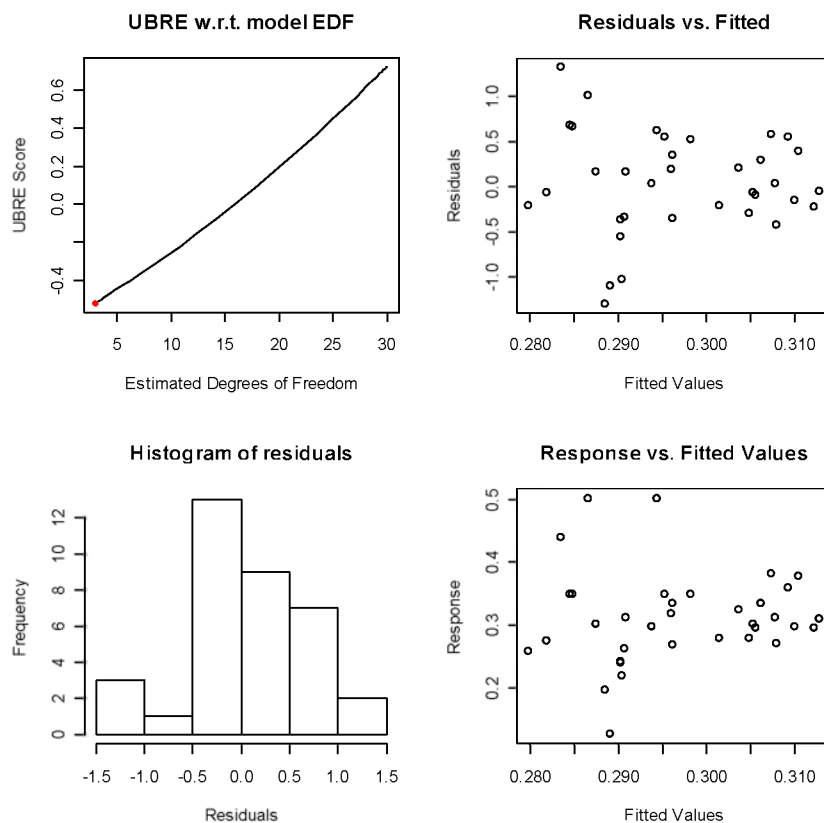 UBRE w.r.t. model EDF
UBRE Score
-0.4 0.0 0.2 0.4 0.6
5 10 15 20 25 30
Estimated Degrees of Freedom
Residuals vs. Fitted
Residuals
-1.0 -0.5 0.0 0.5 1.0
0.280 0.290 0.300 0.310
Fitted Values
Histogram of residuals
Frequency
0 2 4 6 8 10 12
-1.5 -1.0 -0.5 0.0 0.5 1.0 1.5
Residuals
Response vs. Fitted Values
Response
0.2 0.3 0.4 0.5
0.280 0.290 0.300 0.310
Fitted Values